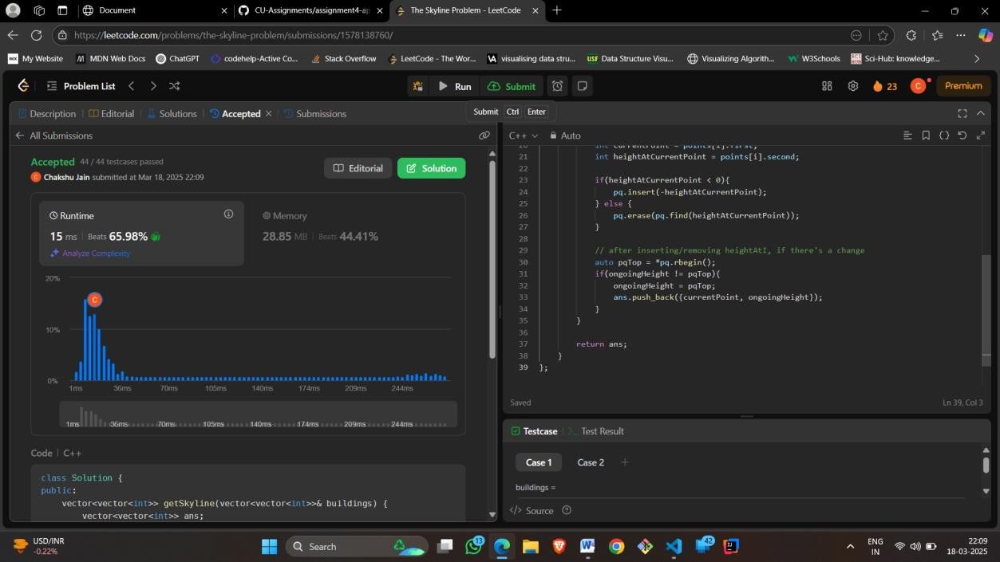 Document
CU-Assignments/assignment4-ap
The Skyline Problem - LeetCode
https://leetcode.com/problems/the-skyline-problem/submissions/1578138760/
My Website
MDN Web Docs
ChatGPT
codehelp-Active Co...
Stack Overflow
LeetCode - The Wor...
visualising data stru...
Data Structure Visu...
Visualizing Algorith...
W3Schools
Sci-Hub: knowledge...
Problem List
Run
Submit
23
C
Premium
Description
Editorial
Solutions
Accepted
Submissions
Submit Ctrl Enter
All Submissions
Accepted 44 / 44 testcases passed
C Chakshu Jain submitted at Mar 18, 2025 22:09
Editorial
Solution
Runtime
15 ms | Beats 65.98%
Analyze Complexity
Memory
28.85 MB | Beats 44.41%
20%
C
10%
0%
1ms 36ms 70ms 105ms 140ms 174ms 209ms 244ms
1ms 36ms 70ms 105ms 140ms 174ms 209ms 244ms
Code | C++
class Solution {
public:
vector<vector<int>> getSkyline(vector<vector<int>>& buildings) {
vector<vector<int>> ans;
C++ Auto
20 int currentPoint = points[i].first;
21 int heightAtCurrentPoint = points[i].second;
22
23 if(heightAtCurrentPoint < 0){
24 pq.insert(-heightAtCurrentPoint);
25 } else {
26 pq.erase(pq.find(heightAtCurrentPoint));
27 }
28
29 // after inserting/removing heightAtI, if there's a change
30 auto pqTop = *pq.rbegin();
31 if(ongoingHeight != pqTop){
32 ongoingHeight = pqTop;
33 ans.push_back({currentPoint, ongoingHeight});
34 }
35 }
36
37 return ans;
38 }
39 };
Saved
Ln 39, Col 3
Testcase
Test Result
Case 1
Case 2
buildings =
Source
USD/INR
-0.22%
Search
13
42
ENG
IN
22:09
18-03-2025